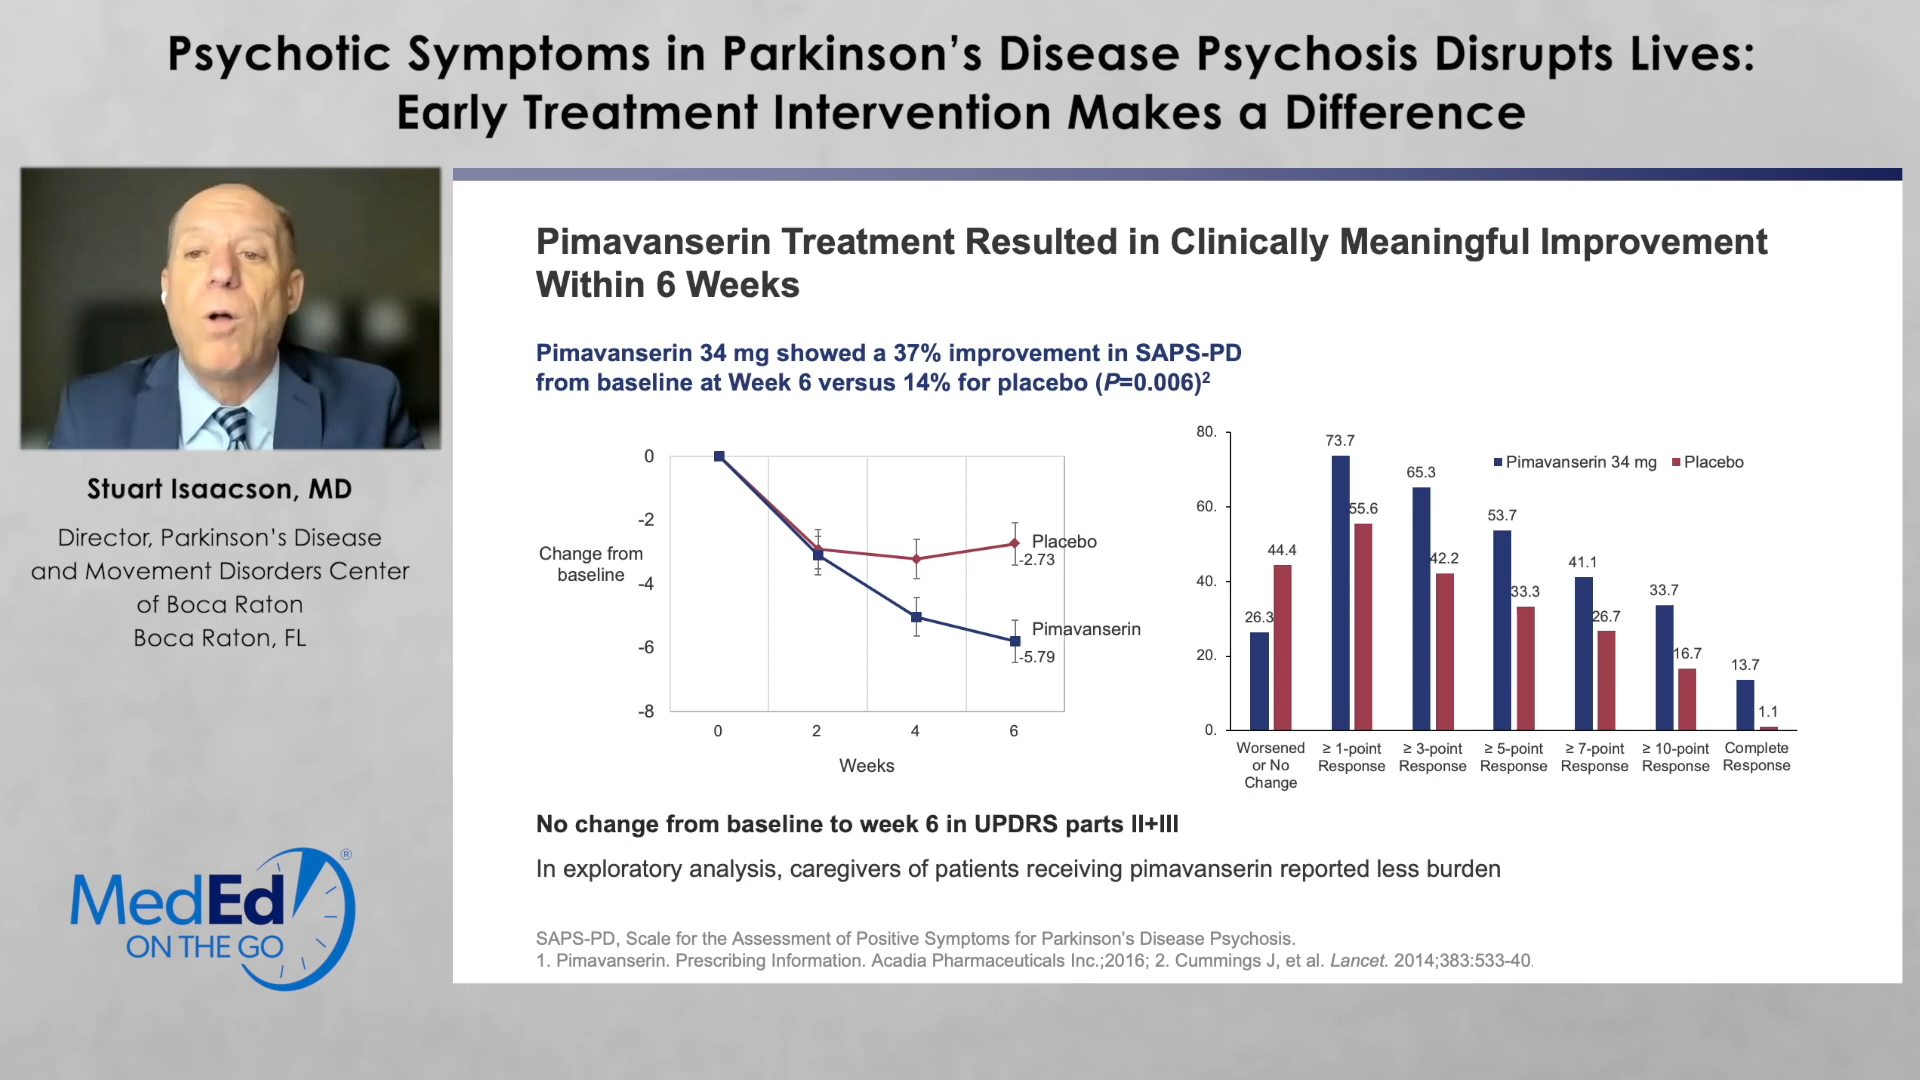 Psychotic Symptoms in Parkinson’s Disease Psychosis Disrupts Lives:
Early Treatment Intervention Makes a Difference
Stuart Isaacson, MD
Director, Parkinson’s Disease
and Movement Disorders Center
of Boca Raton
Boca Raton, FL
MedEd®
ON THE GO
Pimavanserin Treatment Resulted in Clinically Meaningful Improvement
Within 6 Weeks
Pimavanserin 34 mg showed a 37% improvement in SAPS-PD
from baseline at Week 6 versus 14% for placebo (P=0.006)²
Change from
baseline
0
-2
-4
-6
-8
Placebo
-2.73
Pimavanserin
-5.79
0 2 4 6
Weeks
80.
60.
40.
20.
0.
Pimavanserin 34 mg Placebo
26.3 44.4
73.7 55.6
65.3 42.2
53.7 33.3
41.1 26.7
33.7 16.7
13.7 1.1
Worsened
or No
Change
≥ 1-point
Response
≥ 3-point
Response
≥ 5-point
Response
≥ 7-point
Response
≥ 10-point
Response
Complete
Response
No change from baseline to week 6 in UPDRS parts II+III
In exploratory analysis, caregivers of patients receiving pimavanserin reported less burden
SAPS-PD, Scale for the Assessment of Positive Symptoms for Parkinson’s Disease Psychosis.
1. Pimavanserin. Prescribing Information. Acadia Pharmaceuticals Inc.;2016; 2. Cummings J, et al. Lancet. 2014;383:533-40.